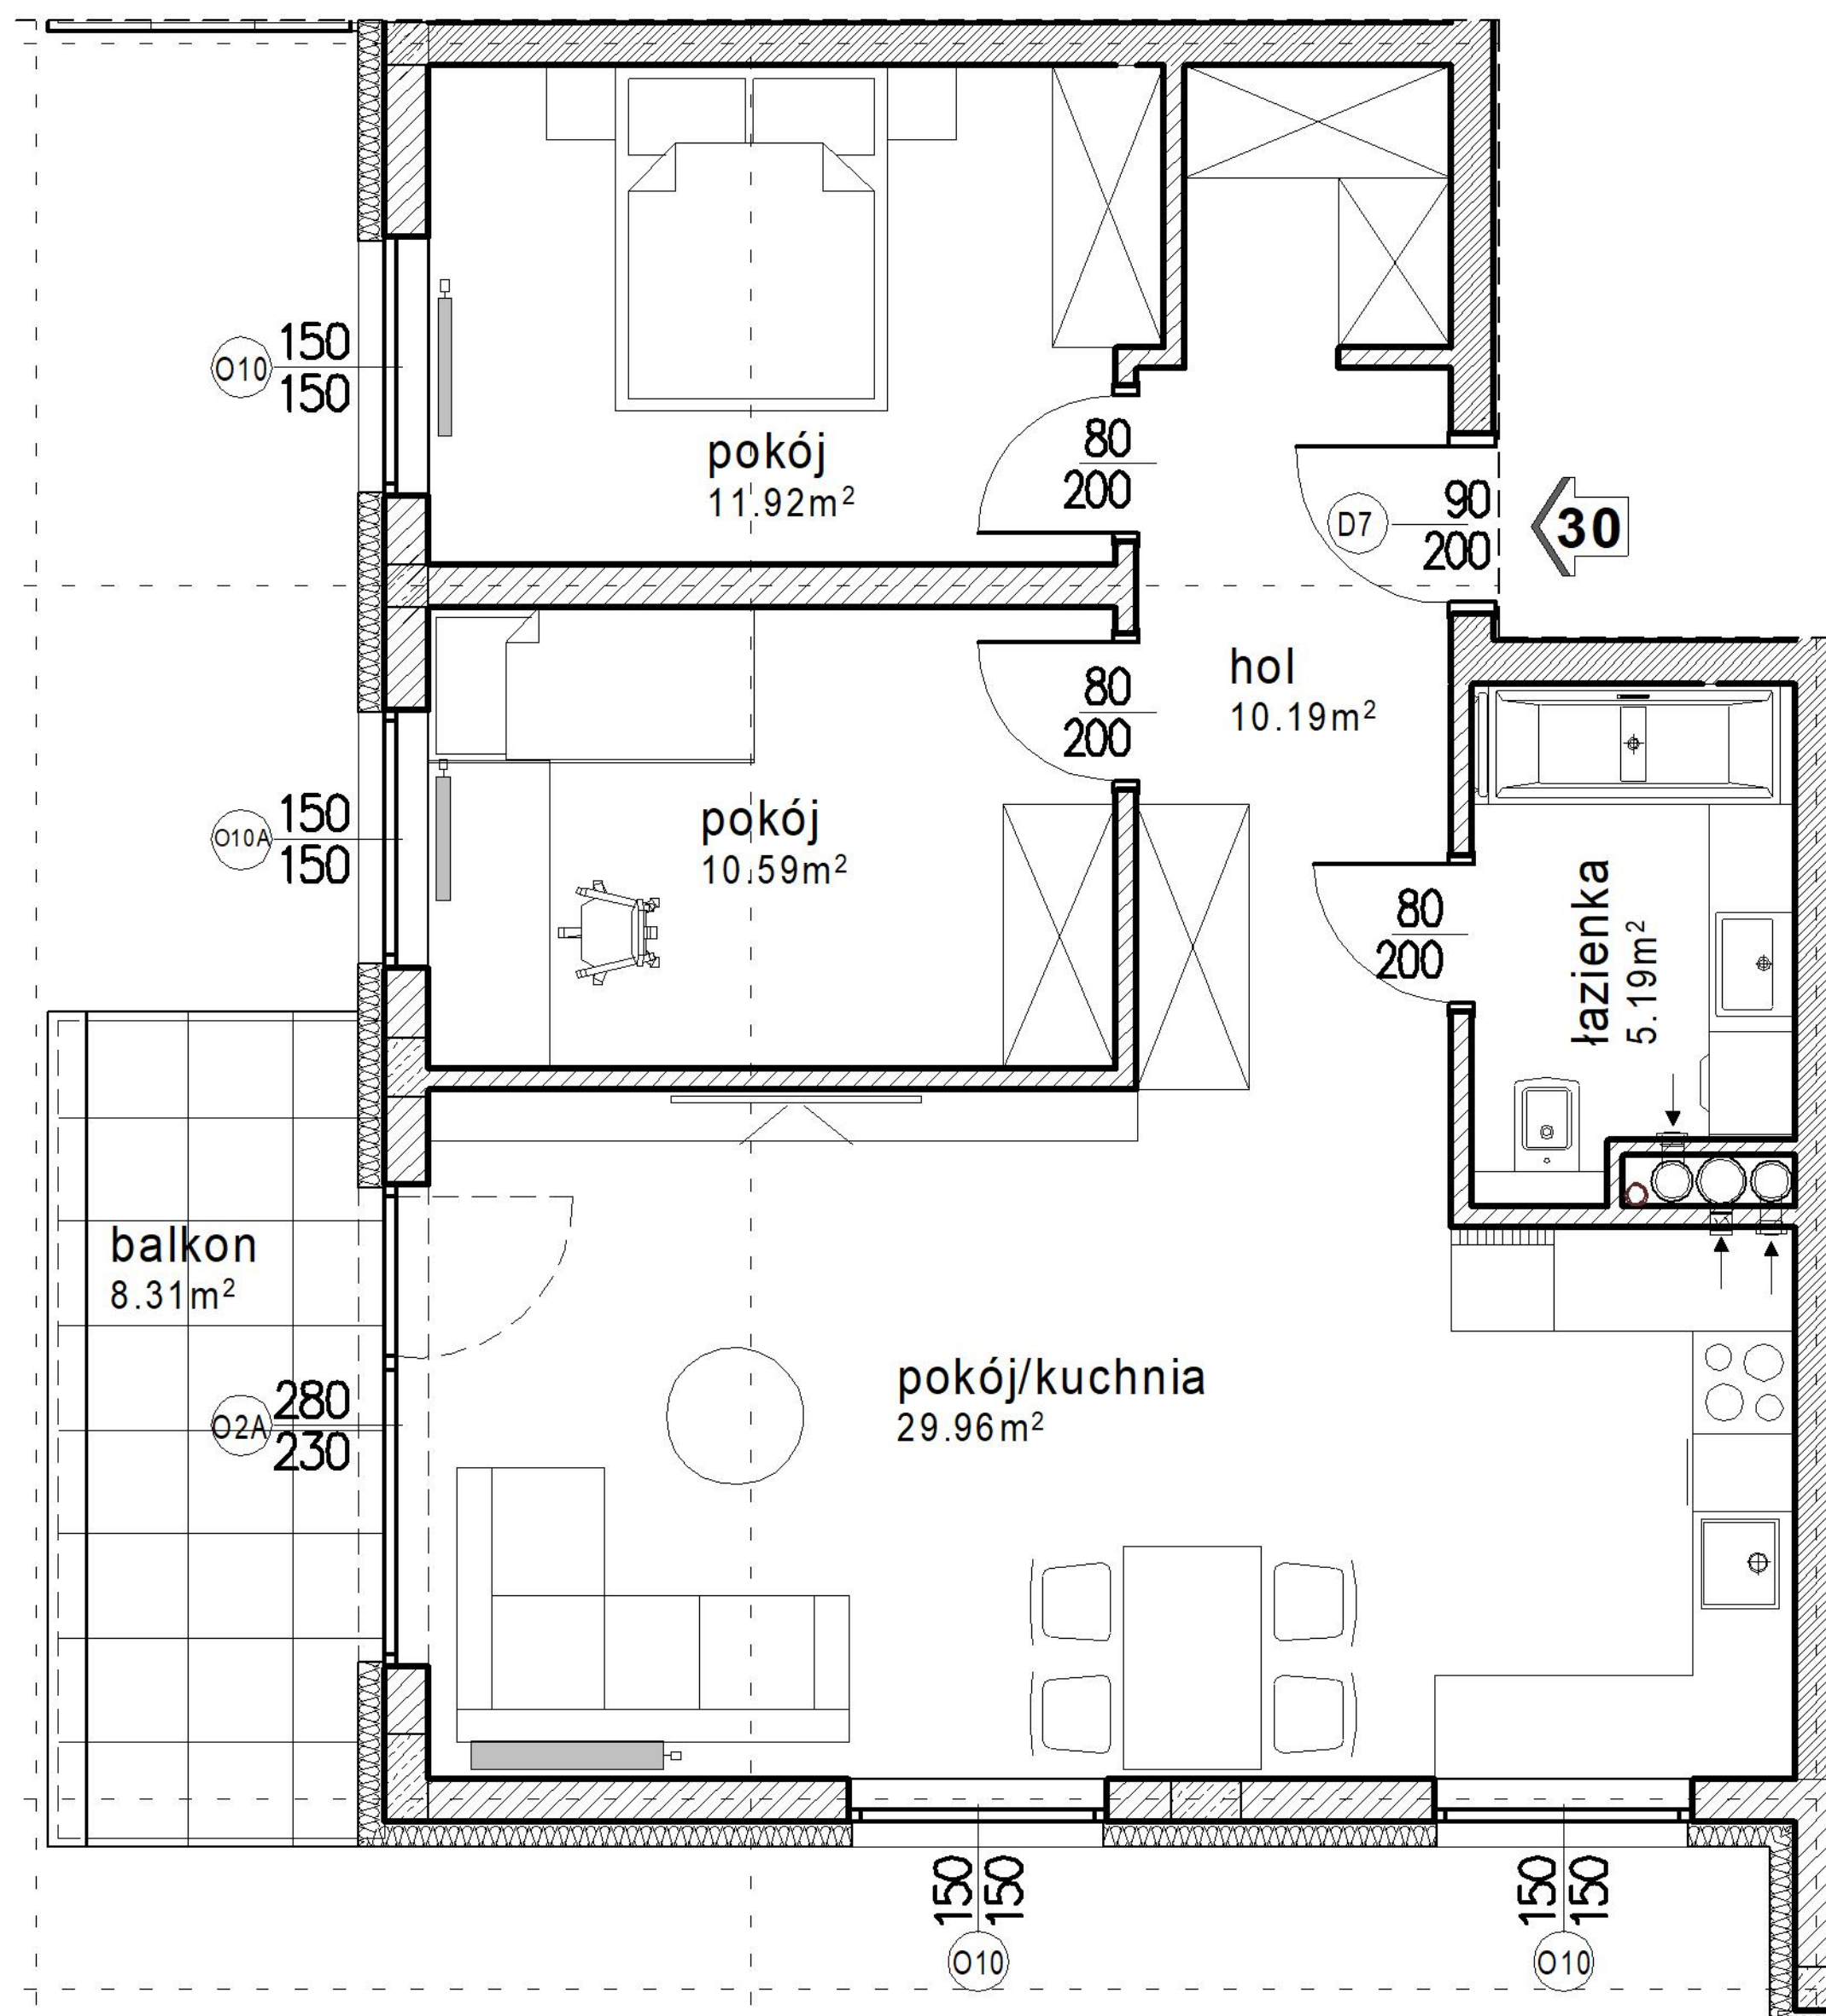 O10
150
150
pokój
11.92m²
80
200
D7
90
200
30
hol
10.19m²
80
200
O10A
150
150
pokój
10.59m²
80
200
łazienka
5.19m²
balkon
8.31m²
O2A
280
230
pokój/kuchnia
29.96m²
150
150
O10
150
150
O10